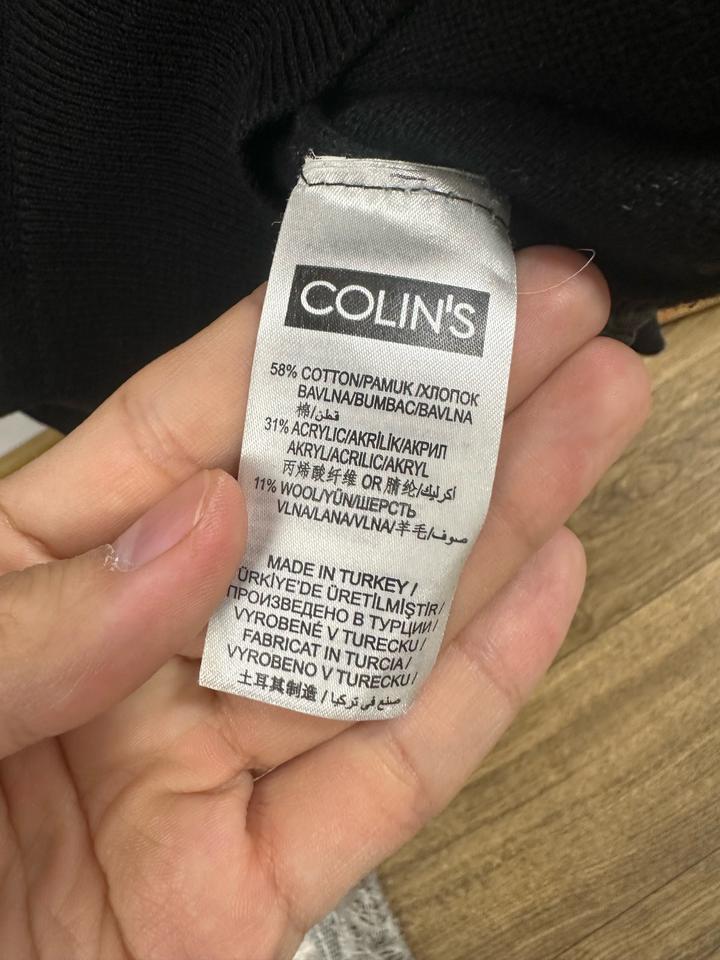 COLIN'S
58% COTTON/PAMUK/ХЛОПОК
BAVLNA/BUMBAC/BAVLNA
棉/قطن
31% ACRYLIC/AKRİLİK/АКРИЛ
AKRYL/ACRILIC/AKRYL
丙烯酸纤维 OR 腈纶/أكرليك
11% WOOL/YÜN/ШЕРСТЬ
VLNA/LANA/VLNA/羊毛/صوف
MADE IN TURKEY /
ÜRKİYE'DE ÜRETİLMİŞTİR/
ПРОИЗВЕДЕНО В ТУРЦИИ/
VYROBENÉ V TURECKU /
FABRICAT IN TURCIA /
VYROBENO V TURECKU /
土耳其制造 / صنع في تركيا